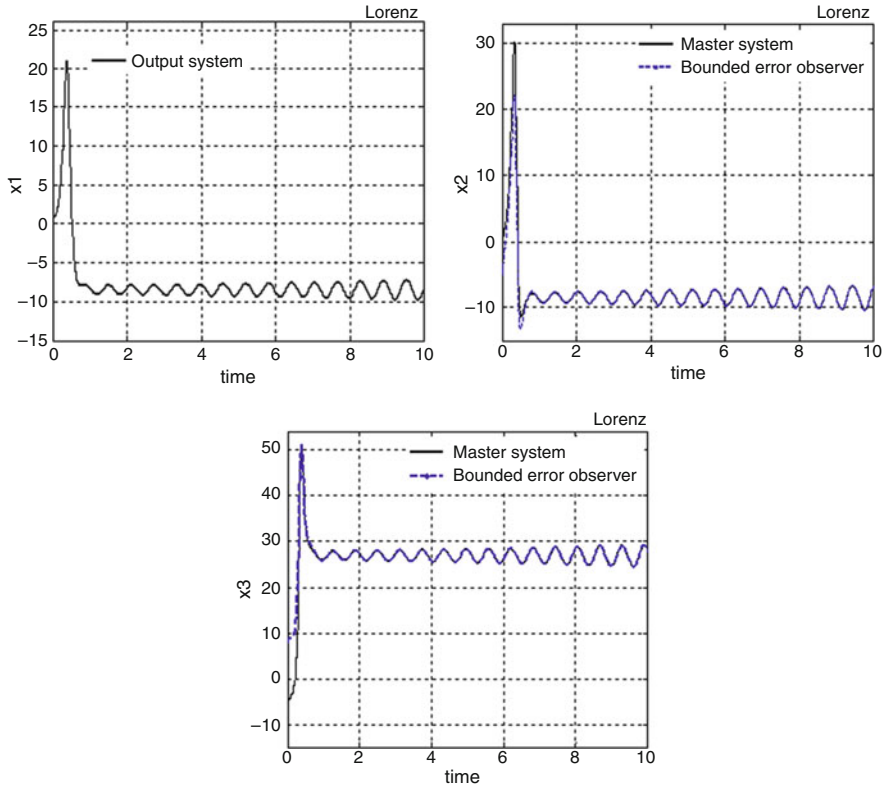 Lorenz
25
20
15
10
5
0
−5
−10
−15
x1
Output system
0 2 4 6 8 10
time
Lorenz
30
20
10
0
−10
x2
Master system
Bounded error observer
0 2 4 6 8 10
time
Lorenz
50
40
30
20
10
0
−10
x3
Master system
Bounded error observer
0 2 4 6 8 10
time